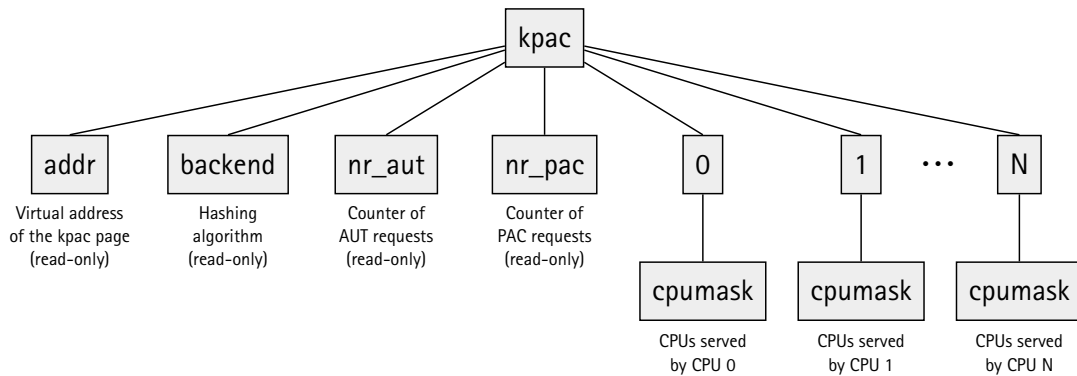 kpac
addr
backend
nr_aut
nr_pac
0
1
...
N
Virtual address
of the kpac page
(read-only)
Hashing
algorithm
(read-only)
Counter of
AUT requests
(read-only)
Counter of
PAC requests
(read-only)
cpumask
cpumask
cpumask
CPUs served
by CPU 0
CPUs served
by CPU 1
CPUs served
by CPU N